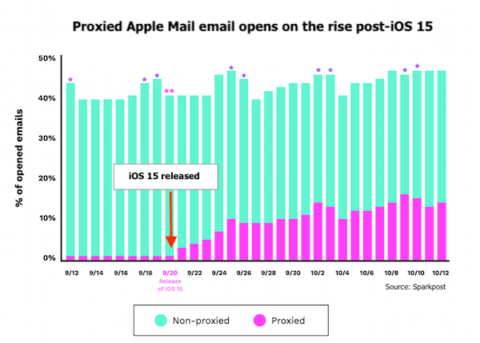 Proxied Apple Mail email opens on the rise post-iOS 15
% of opened emails
50%
40%
30%
20%
10%
0%
* * * ** * * * * * *
iOS 15 released
9/12 9/14 9/16 9/18 9/20 9/22 9/24 9/26 9/28 9/30 10/2 10/4 10/6 10/8 10/10 10/12
Release
of iOS 15
Source: Sparkpost
Non-proxied Proxied